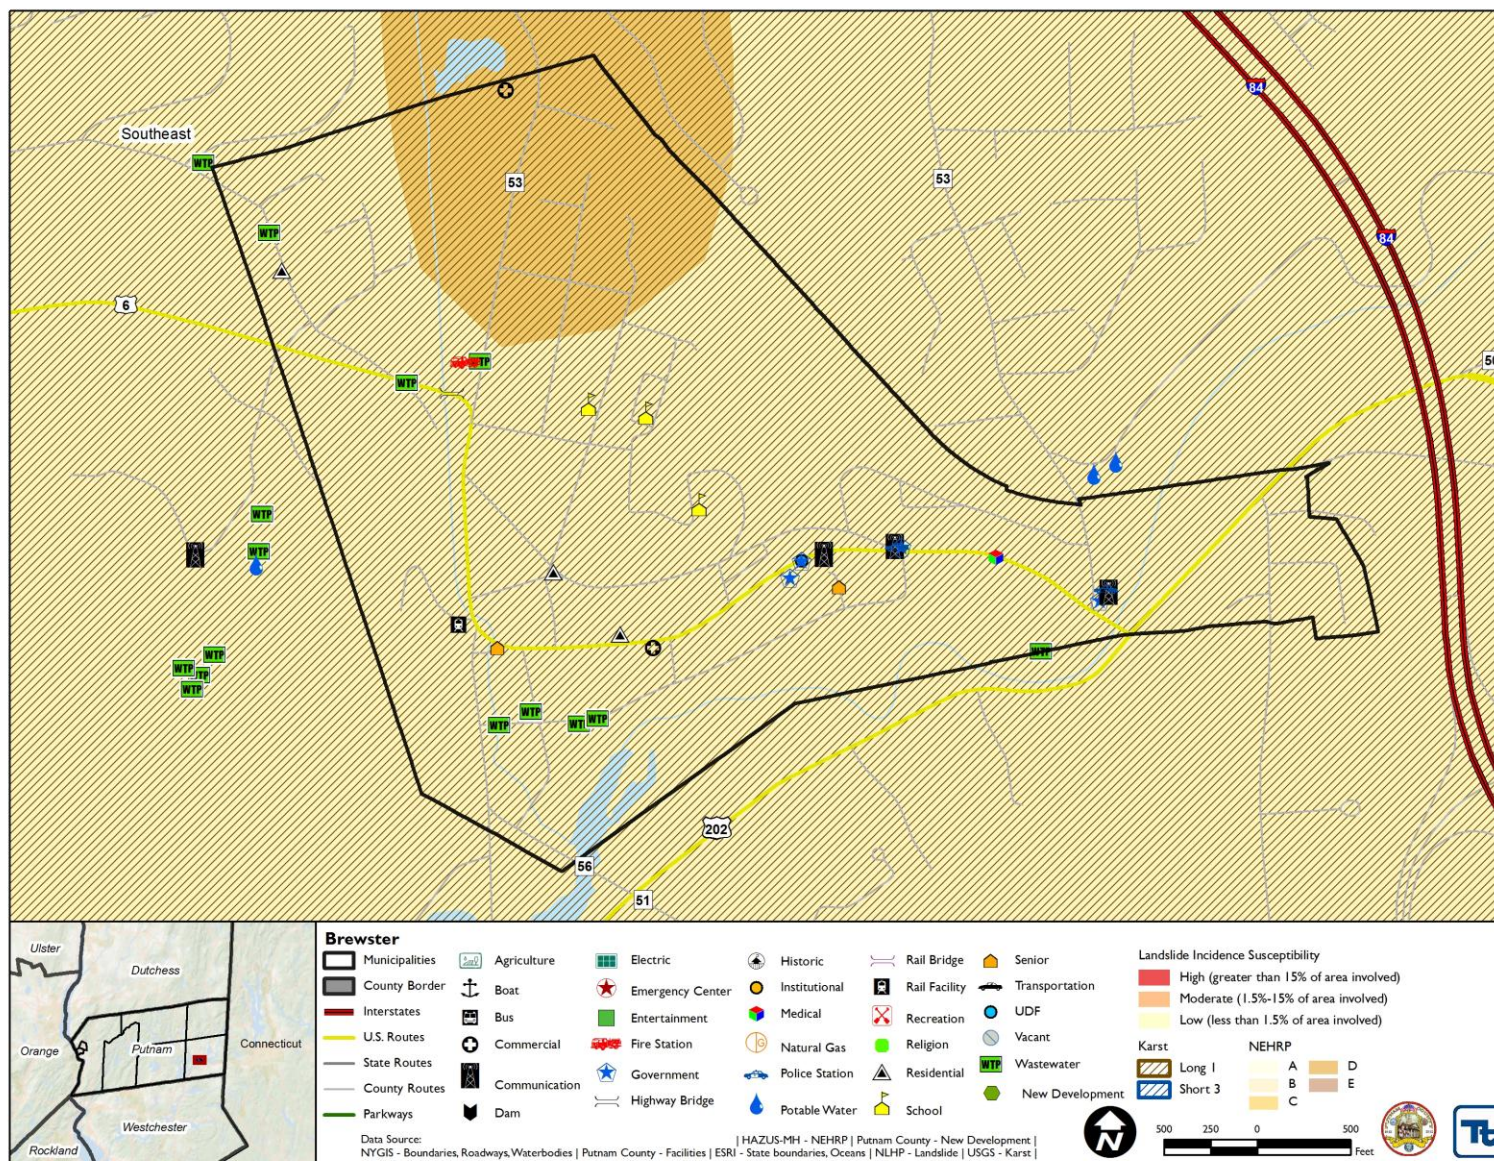 84
Southeast
WTP
53
53
WTP
84
6
WTP
50
WTP
WTP
WTP
WTP
WTP
WTP
WTP
WTP
WTP
WTP
WTP
WTP
202
56
51
Brewster
Municipalities
County Border
Interstates
U.S. Routes
State Routes
County Routes
Parkways
Agriculture
Boat
Bus
Commercial
Communication
Dam
Electric
Emergency Center
Entertainment
Fire Station
Government
Highway Bridge
Historic
Institutional
Medical
Natural Gas
Police Station
Potable Water
Rail Bridge
Rail Facility
Recreation
Religion
Residential
School
Senior
Transportation
UDF
Vacant
WTP Wastewater
New Development
Landslide Incidence Susceptibility
High (greater than 15% of area involved)
Moderate (1.5%-15% of area involved)
Low (less than 1.5% of area involved)
Karst
Long 1
Short 3
NEHRP
A
B
C
D
E
Ulster
Dutchess
Orange
Putnam
Connecticut
Westchester
Rockland
Data Source: | HAZUS-MH - NEHRP | Putnam County - New Development |
NYGIS - Boundaries, Roadways, Waterbodies | Putnam County - Facilities | ESRI - State boundaries, Oceans | NLHP - Landslide | USGS - Karst |
N
500 250 0 500
Feet